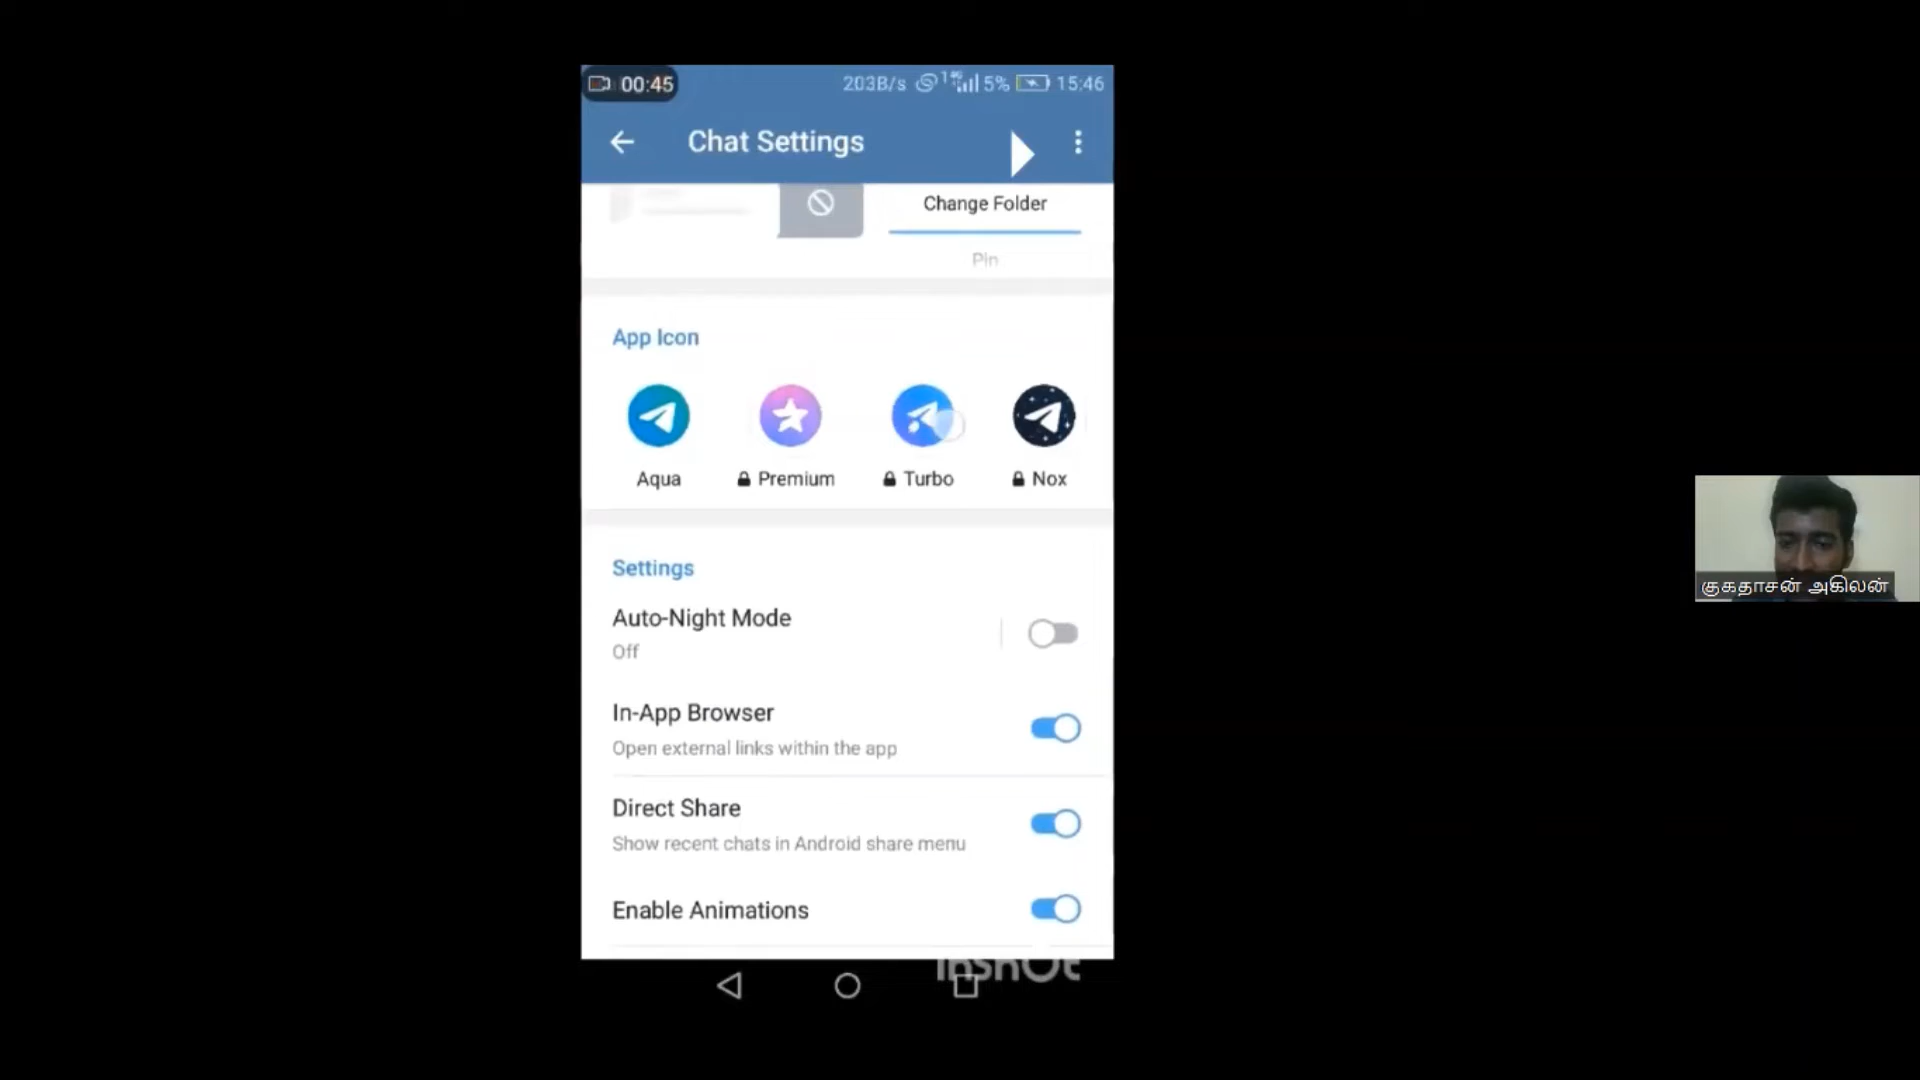 00:45 203B/s 5% 15:46
Chat Settings
Change Folder
Pin
App Icon
Aqua Premium Turbo Nox
Settings
Auto-Night Mode
Off
In-App Browser
Open external links within the app
Direct Share
Show recent chats in Android share menu
Enable Animations
InShOt
குகதாசன் அகிலன்